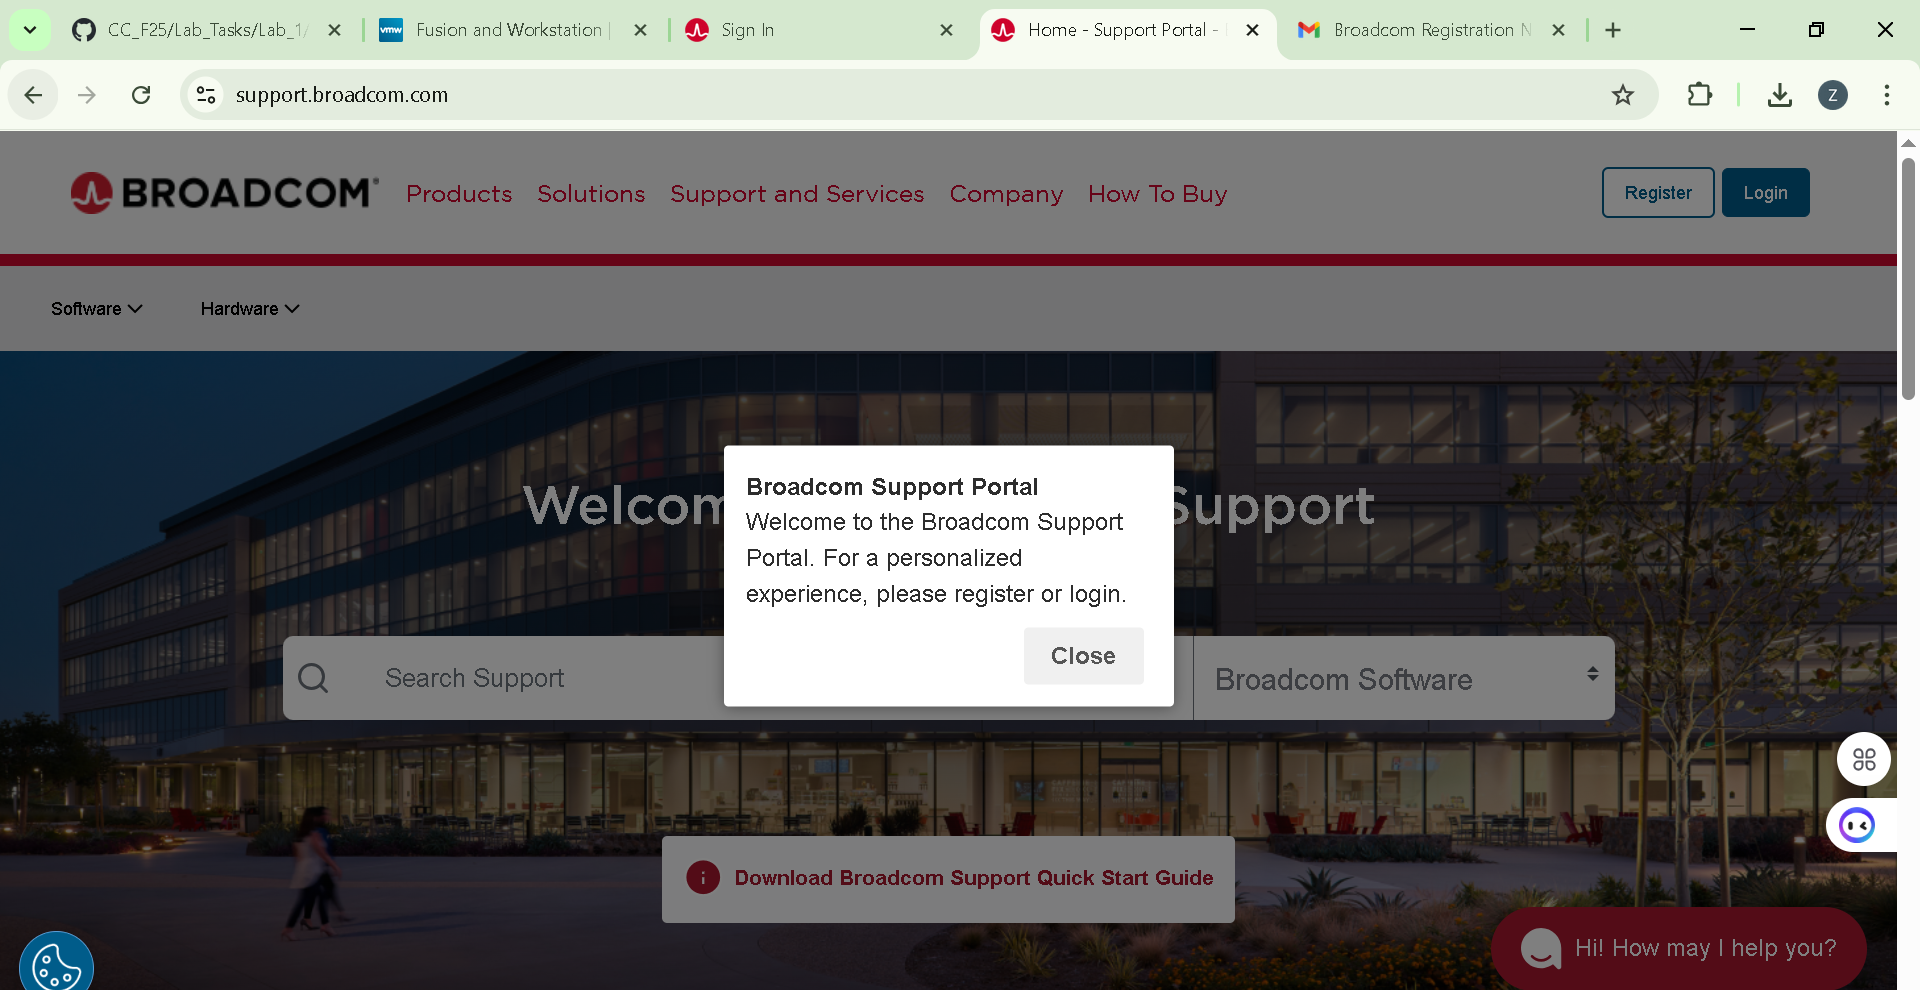 CC_F25/Lab_Tasks/Lab_1/
vmw
Fusion and Workstation |
Sign In
Home - Support Portal -
Broadcom Registration N
support.broadcom.com
Z
BROADCOM®
Products
Solutions
Support and Services
Company
How To Buy
Register
Login
Software
Hardware
Welcom
Support
Broadcom Support Portal
Welcome to the Broadcom Support
Portal. For a personalized
experience, please register or login.
Close
Search Support
Broadcom Software
Download Broadcom Support Quick Start Guide
Hi! How may I help you?